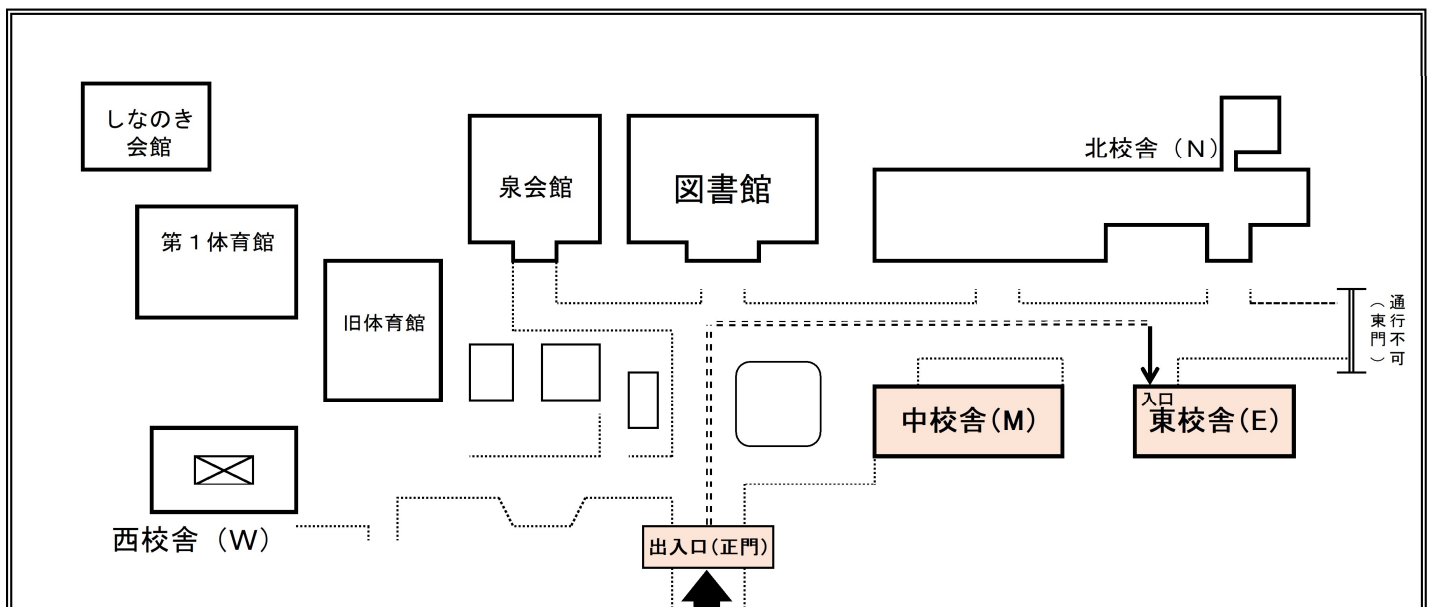 しなのき
会館
北校舎（N）
泉会館
図書館
第１体育館
旧体育館
通行不可
（東門）
入口
中校舎(M)
東校舎(E)
西校舎（W）
出入口(正門)